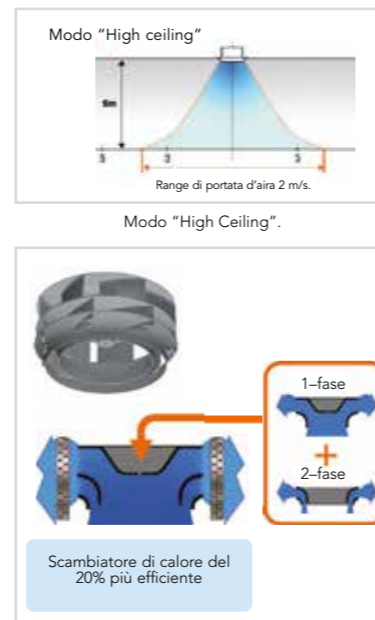 Modo “High ceiling”
5m
5
3
3
5
Range di portata d’aira 2 m/s.
Modo “High Ceiling”.
1–fase
+
2–fase
Scambiatore di calore del
20% più efficiente